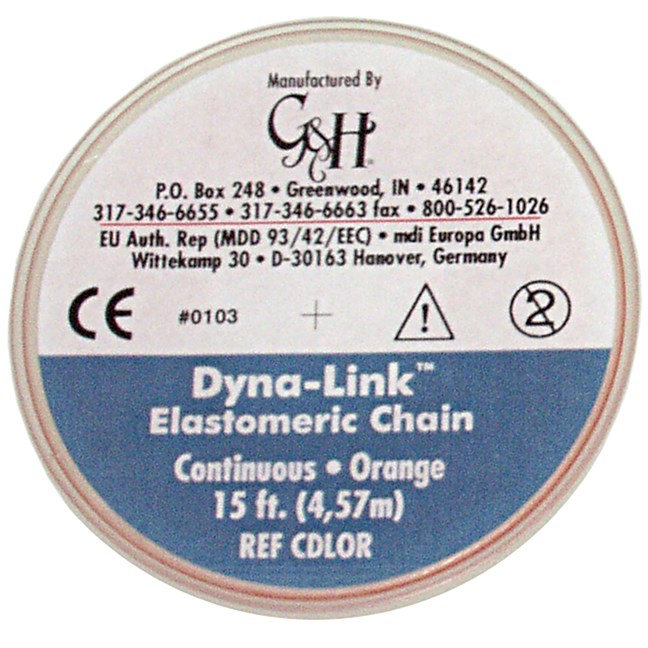 Manufactured By
G&H®
P.O. Box 248 • Greenwood, IN • 46142
317-346-6655 • 317-346-6663 fax • 800-526-1026
EU Auth. Rep (MDD 93/42/EEC) • mdi Europa GmbH
Wittekamp 30 • D-30163 Hanover, Germany
CE #0103 ! 2
Dyna-Link™
Elastomeric Chain
Continuous • Orange
15 ft. (4,57m)
REF CDLOR